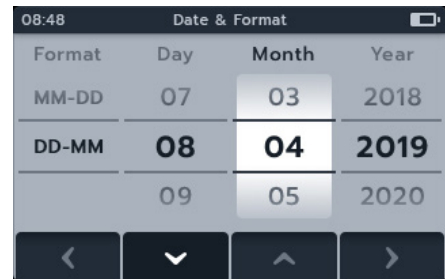 08:48 Date & Format
Format Day Month Year
MM-DD 07 03 2018
DD-MM 08 04 2019
09 05 2020